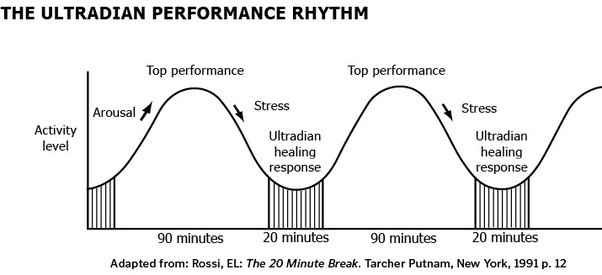 THE ULTRADIAN PERFORMANCE RHYTHM
Top performance
Top performance
Arousal
Stress
Stress
Activity
level
Ultradian
healing
response
Ultradian
healing
response
90 minutes
20 minutes
90 minutes
20 minutes
Adapted from: Rossi, EL: The 20 Minute Break. Tarcher Putnam, New York, 1991 p. 12